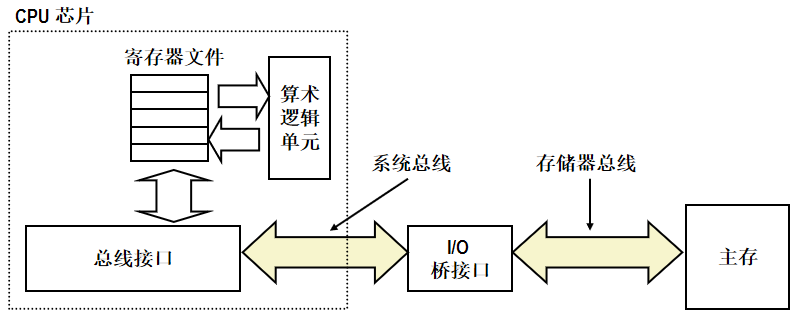 CPU 芯片
寄存器文件
算术
逻辑
单元
系统总线
存储器总线
总线接口
I/O
桥接口
主存